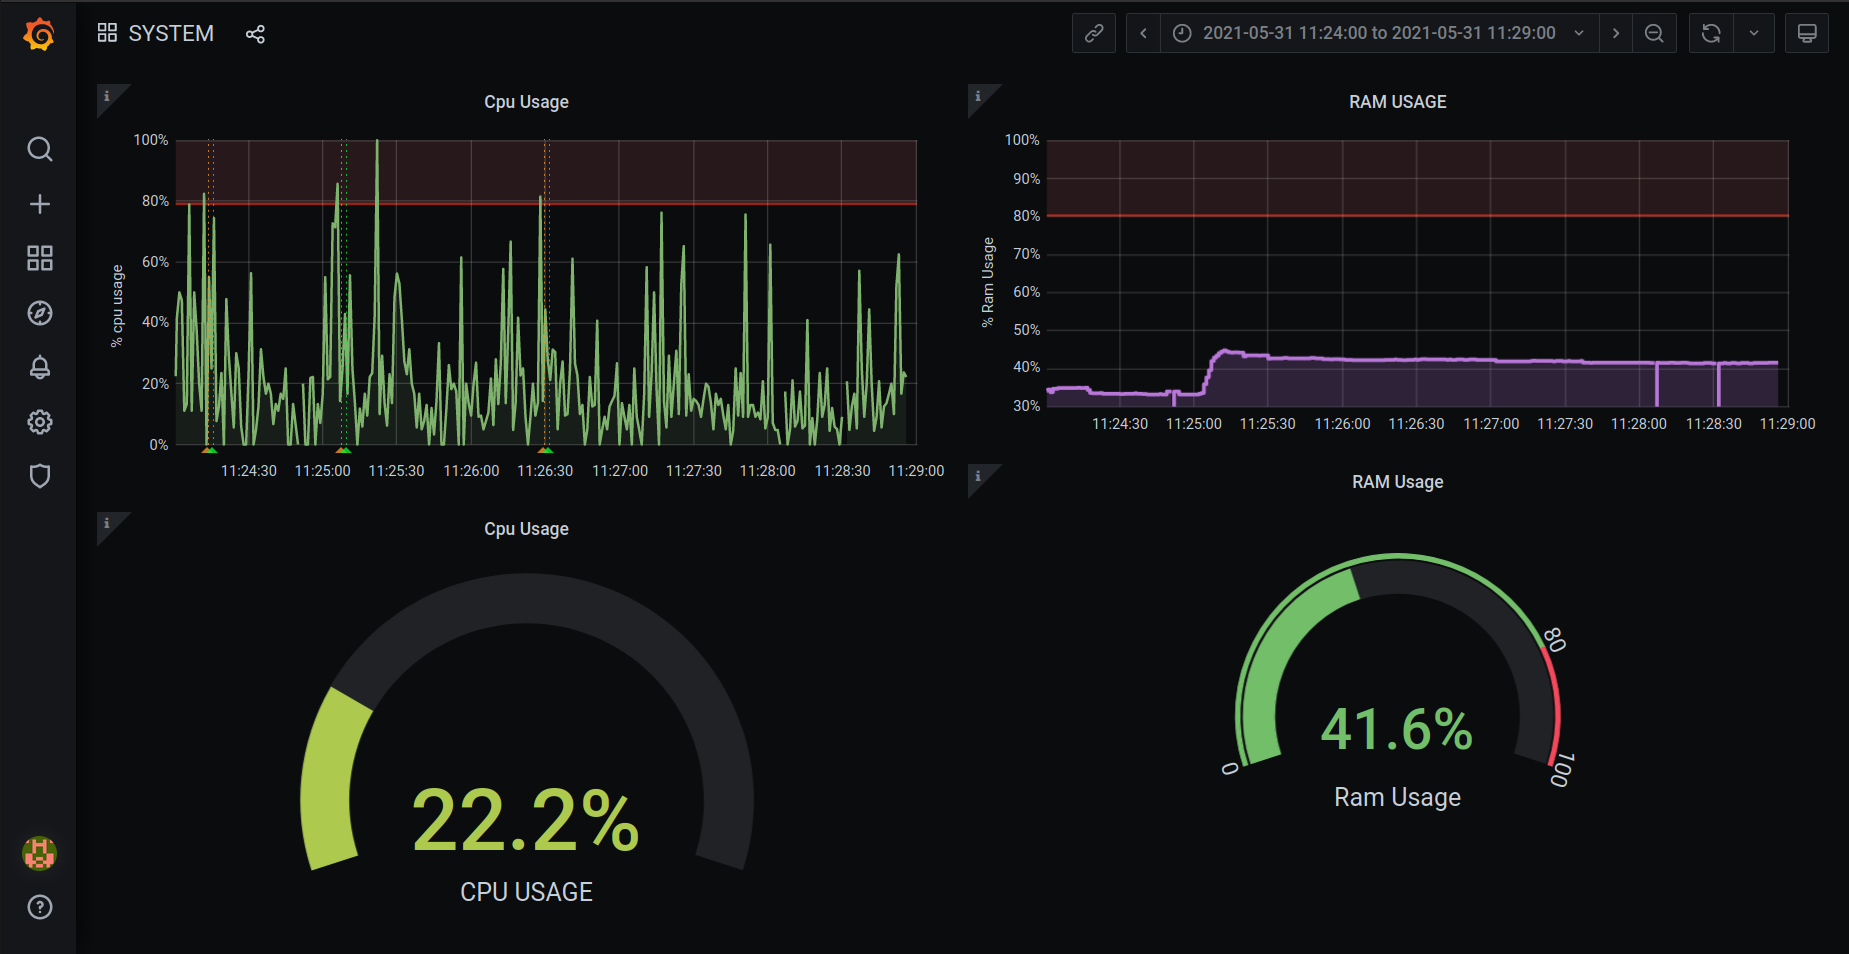 SYSTEM
2021-05-31 11:24:00 to 2021-05-31 11:29:00
i
Cpu Usage
100%
80%
60%
40%
20%
0%
% cpu usage
11:24:30 11:25:00 11:25:30 11:26:00 11:26:30 11:27:00 11:27:30 11:28:00 11:28:30 11:29:00
i
RAM USAGE
100%
90%
80%
70%
60%
50%
40%
30%
% Ram Usage
11:24:30 11:25:00 11:25:30 11:26:00 11:26:30 11:27:00 11:27:30 11:28:00 11:28:30 11:29:00
i
Cpu Usage
22.2%
CPU USAGE
i
RAM Usage
0
80
100
41.6%
Ram Usage
?